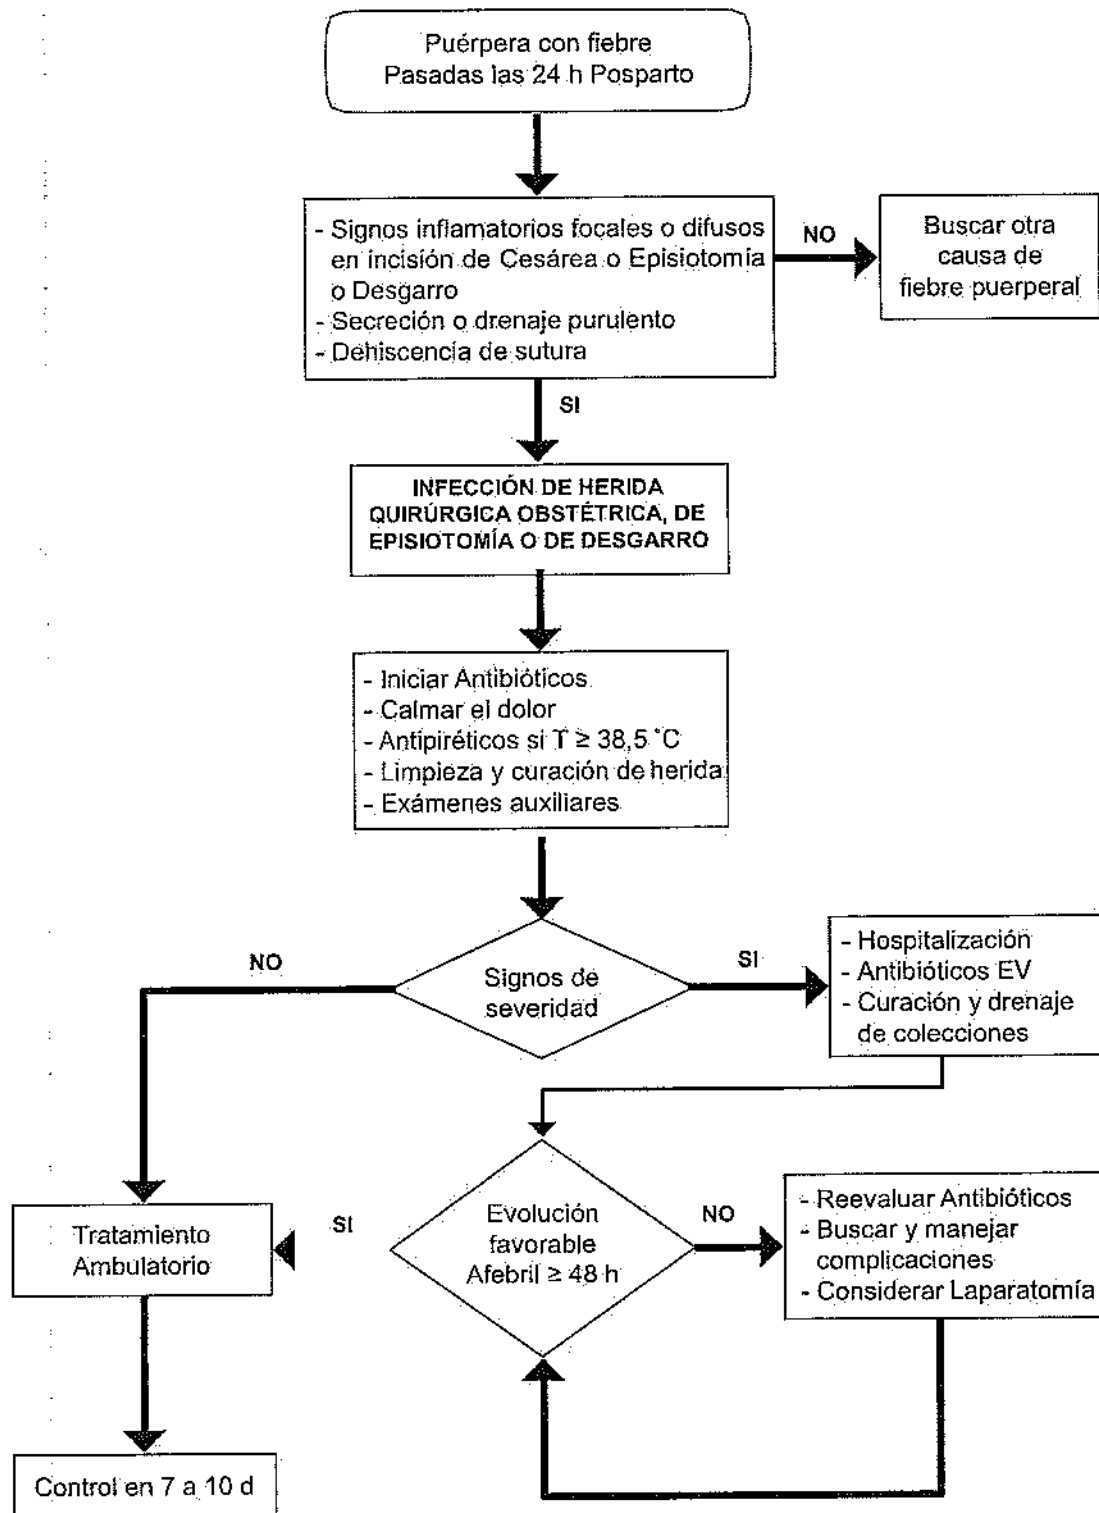 Puérpera con fiebre
Pasadas las 24 h Posparto
- Signos inflamatorios focales o difusos
en incisión de Cesárea o Episiotomía
o Desgarro
- Secreción o drenaje purulento
- Dehiscencia de sutura
NO
Buscar otra
causa de
fiebre puerperal
SI
INFECCIÓN DE HERIDA
QUIRÚRGICA OBSTÉTRICA, DE
EPISIOTOMÍA O DE DESGARRO
- Iniciar Antibióticos
- Calmar el dolor
- Antipiréticos si T ≥ 38,5 °C
- Limpieza y curación de herida
- Exámenes auxiliares
NO
Signos de
severidad
SI
- Hospitalización
- Antibióticos EV
- Curación y drenaje
de colecciones
Tratamiento
Ambulatorio
SI
Evolución
favorable
Afebril ≥ 48 h
NO
- Reevaluar Antibióticos
- Buscar y manejar
complicaciones
- Considerar Laparatomía
Control en 7 a 10 d